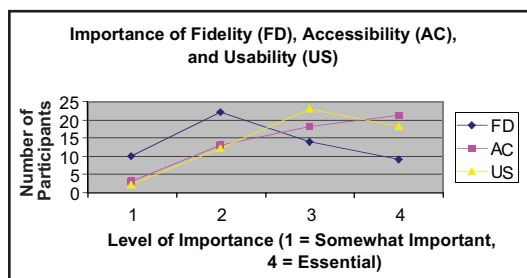 Importance of Fidelity (FD), Accessibility (AC),
and Usability (US)
Number of
Participants
25
20
15
10
5
0
1 2 3 4
Level of Importance (1 = Somewhat Important,
4 = Essential)
FD
AC
US